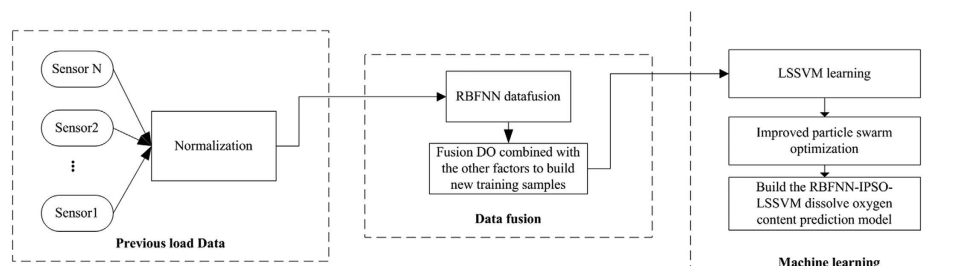 Sensor N
Sensor2
Sensor1
Normalization
Previous load Data
RBFNN datafusion
Fusion DO combined with
the other factors to build
new training samples
Data fusion
LSSVM learning
Improved particle swarm
optimization
Build the RBFNN-IPSO-
LSSVM dissolve oxygen
content prediction model
Machine learning